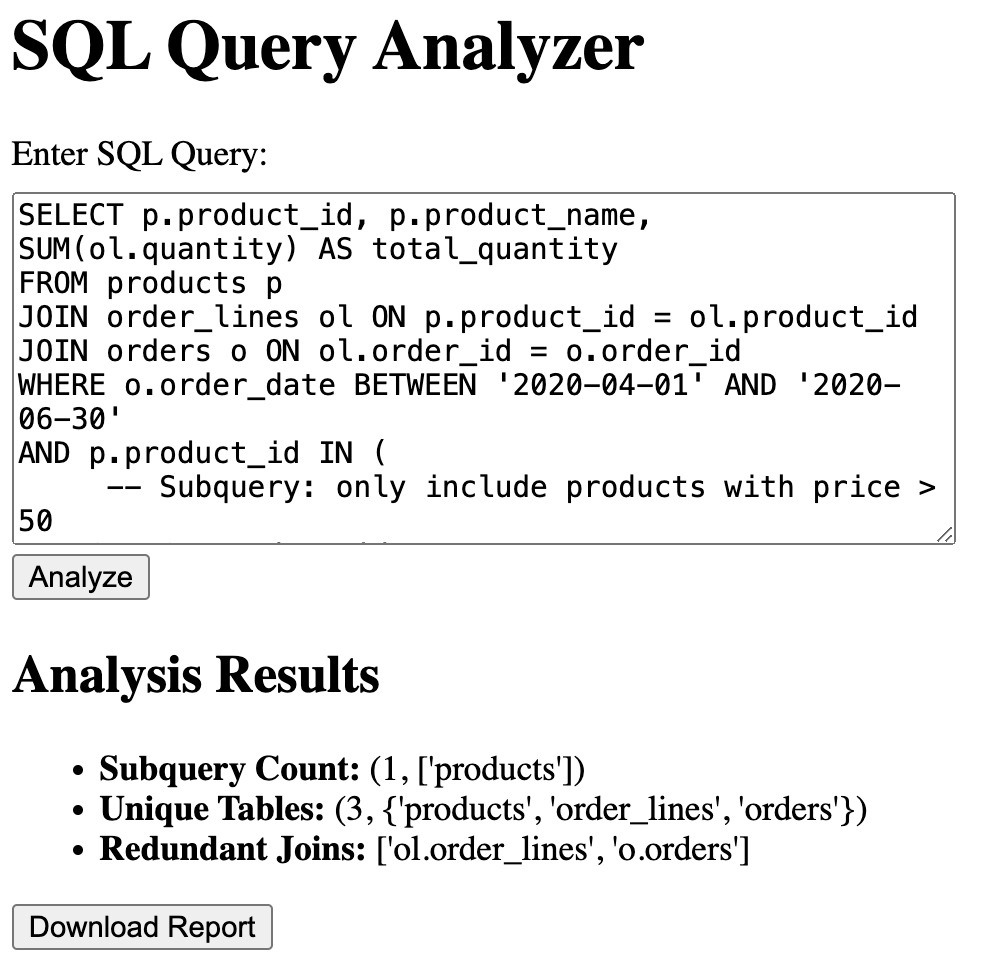 SQL Query Analyzer
Enter SQL Query:
SELECT p.product_id, p.product_name,
SUM(ol.quantity) AS total_quantity
FROM products p
JOIN order_lines ol ON p.product_id = ol.product_id
JOIN orders o ON ol.order_id = o.order_id
WHERE o.order_date BETWEEN '2020-04-01' AND '2020-
06-30'
AND p.product_id IN (
     -- Subquery: only include products with price >
50
Analyze
Analysis Results
• Subquery Count: (1, ['products'])
• Unique Tables: (3, {'products', 'order_lines', 'orders'})
• Redundant Joins: ['ol.order_lines', 'o.orders']
Download Report